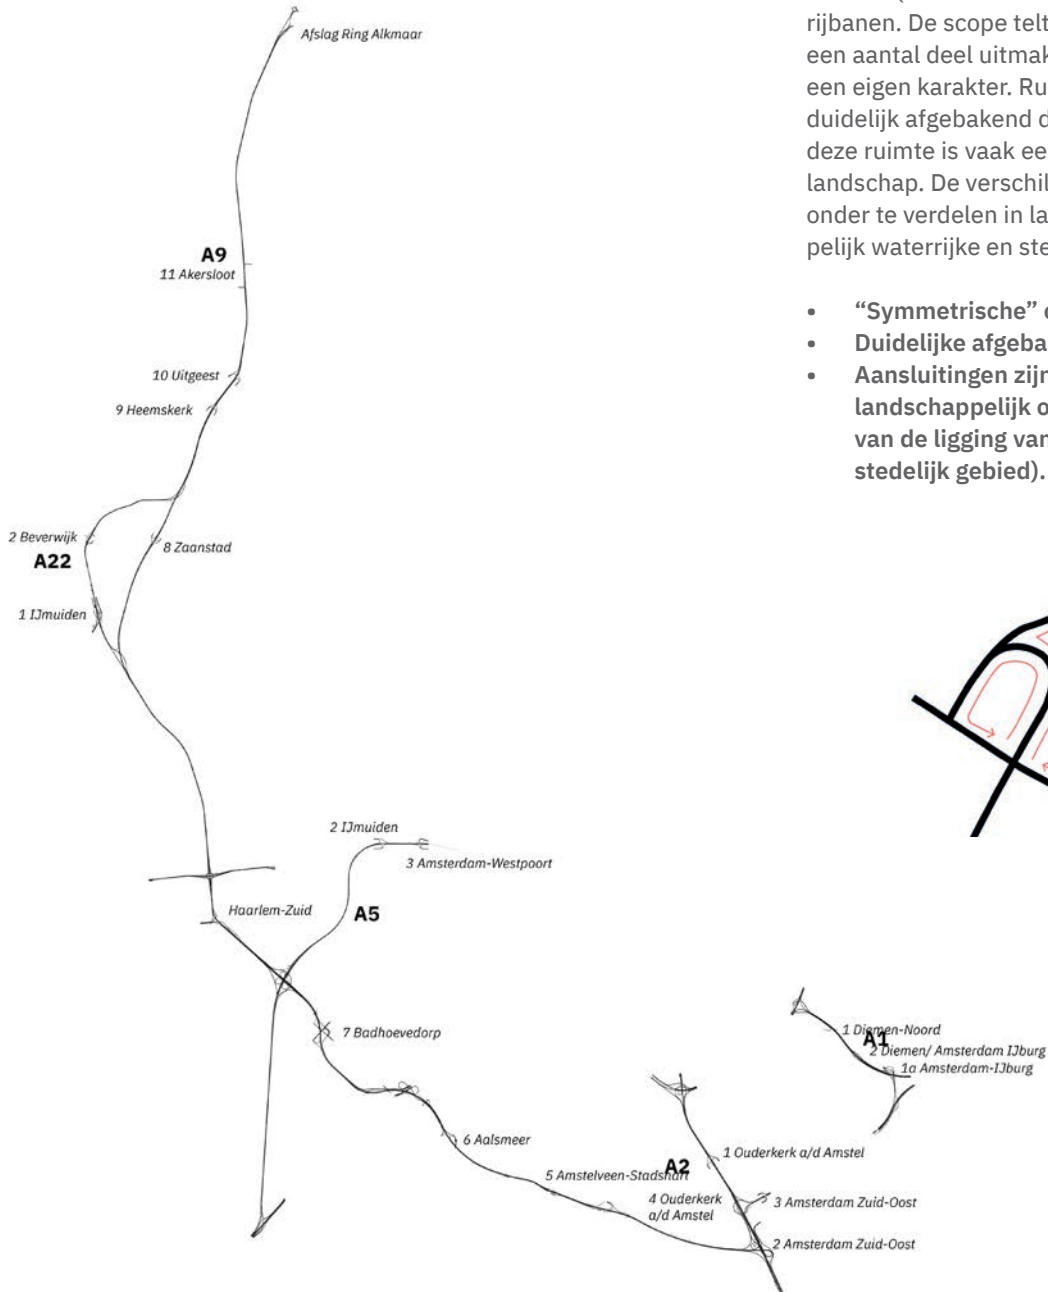 Afslag Ring Alkmaar
A9
11 Akersloot
10 Uitgeest
9 Heemskerk
2 Beverwijk
A22
8 Zaanstad
1 IJmuiden
2 IJmuiden
3 Amsterdam-Westpoort
Haarlem-Zuid
A5
7 Badhoevedorp
1 Diemen-Noord
A1
2 Diemen/ Amsterdam IJburg
1a Amsterdam-IJburg
6 Aalsmeer
1 Ouderkerk a/d Amstel
A2
5 Amstelveen-Stadshart
4 Ouderkerk
a/d Amstel
3 Amsterdam Zuid-Oost
2 Amsterdam Zuid-Oost
rijbanen. De scope telt
een aantal deel uitmak
een eigen karakter. Ru
duidelijk afgebakend d
deze ruimte is vaak ee
landschap. De verschil
onder te verdelen in la
pelijk waterrijke en ste
• “Symmetrische” o
• Duidelijke afgeba
• Aansluitingen zijn
landschappelijk o
van de ligging van
stedelijk gebied).